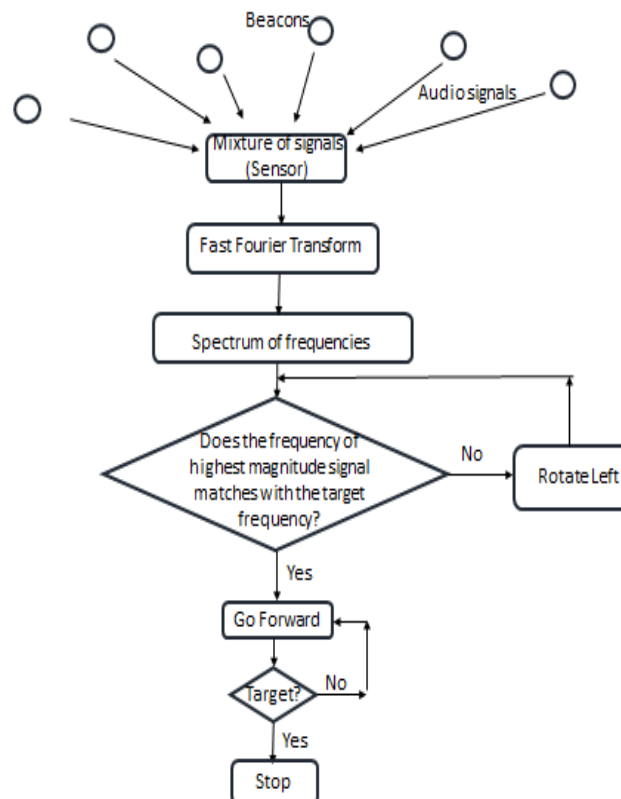 Beacons
Audio signals
Mixture of signals
(Sensor)
Fast Fourier Transform
Spectrum of frequencies
Does the frequency of
highest magnitude signal
matches with the target
frequency?
No
Rotate Left
Yes
Go Forward
Target?
No
Yes
Stop